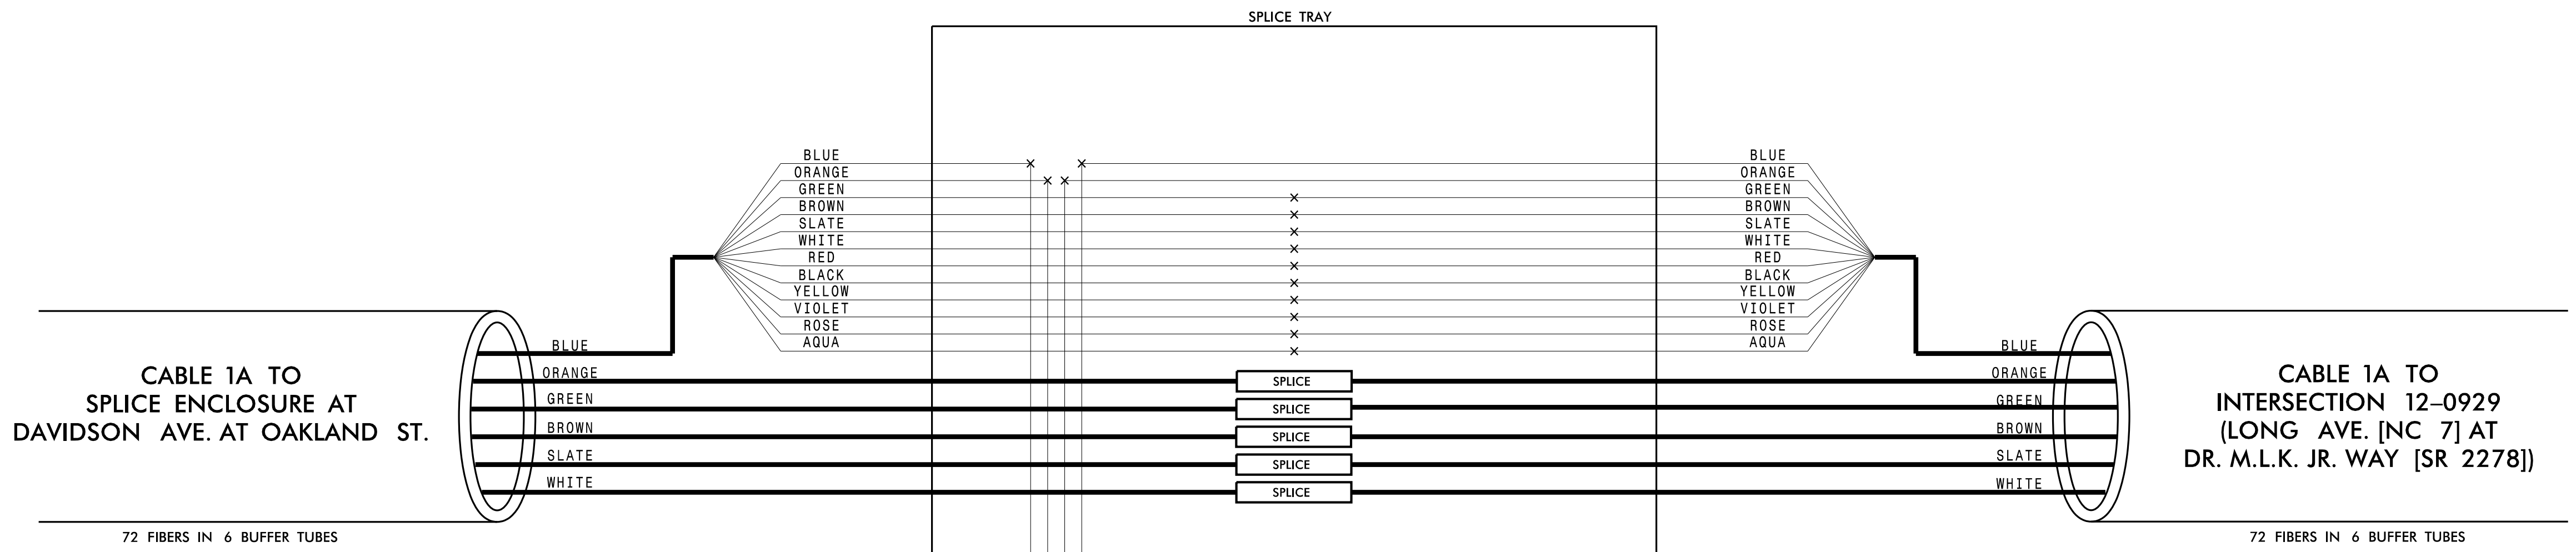 SPLICE TRAY
BLUE
ORANGE
GREEN
BROWN
SLATE
WHITE
RED
BLACK
YELLOW
VIOLET
ROSE
AQUA
BLUE
ORANGE
GREEN
BROWN
SLATE
WHITE
RED
BLACK
YELLOW
VIOLET
ROSE
AQUA
CABLE 1A TO
SPLICE ENCLOSURE AT
DAVIDSON AVE. AT OAKLAND ST.
72 FIBERS IN 6 BUFFER TUBES
BLUE
ORANGE
GREEN
BROWN
SLATE
WHITE
SPLICE
SPLICE
SPLICE
SPLICE
SPLICE
BLUE
ORANGE
GREEN
BROWN
SLATE
WHITE
CABLE 1A TO
INTERSECTION 12–0929
(LONG AVE. [NC 7] AT
DR. M.L.K. JR. WAY [SR 2278])
72 FIBERS IN 6 BUFFER TUBES